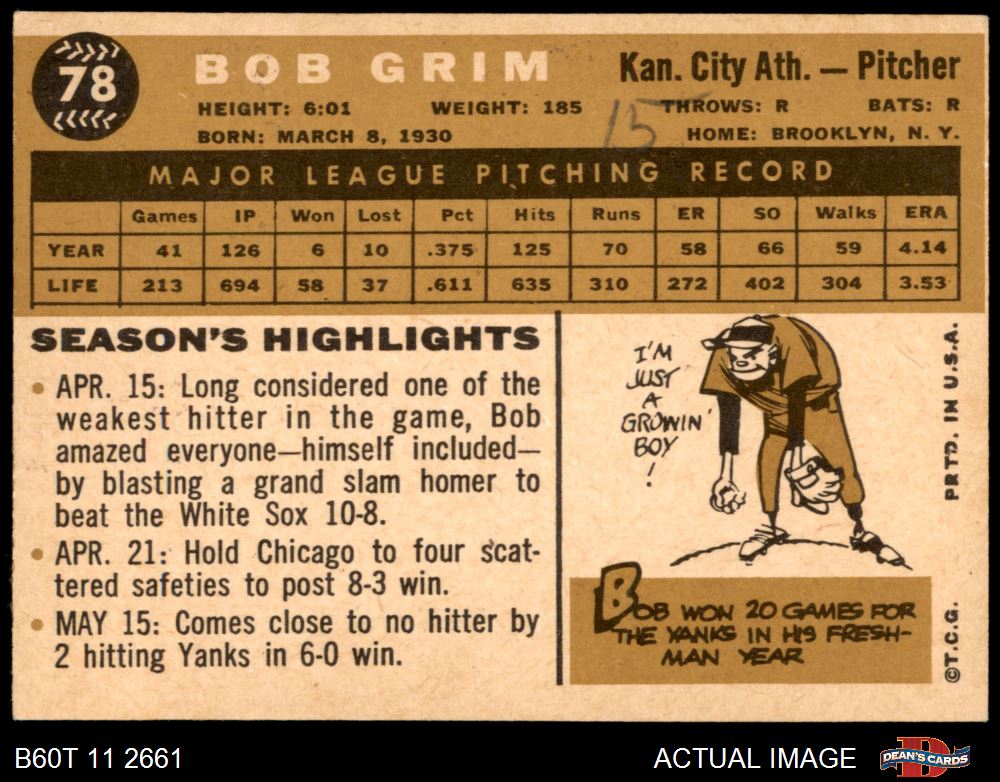 78
BOB GRIM
Kan. City Ath. — Pitcher
HEIGHT: 6:01 WEIGHT: 185 THROWS: R BATS: R
15
BORN: MARCH 8, 1930 HOME: BROOKLYN, N. Y.
MAJOR LEAGUE PITCHING RECORD
Games IP Won Lost Pct Hits Runs ER SO Walks ERA
YEAR 41 126 6 10 .375 125 70 58 66 59 4.14
LIFE 213 694 58 37 .611 635 310 272 402 304 3.53
SEASON'S HIGHLIGHTS
• APR. 15: Long considered one of the
weakest hitter in the game, Bob
amazed everyone—himself included—
by blasting a grand slam homer to
beat the White Sox 10-8.
• APR. 21: Hold Chicago to four scat-
tered safeties to post 8-3 win.
• MAY 15: Comes close to no hitter by
2 hitting Yanks in 6-0 win.
I'M
JUST
A
GROWIN'
BOY
!
BOB WON 20 GAMES FOR
THE YANKS IN HIS FRESH-
MAN YEAR
PRTD. IN U.S.A.
©T.C.G.
B60T 11 2661
ACTUAL IMAGE
DEAN'S CARDS